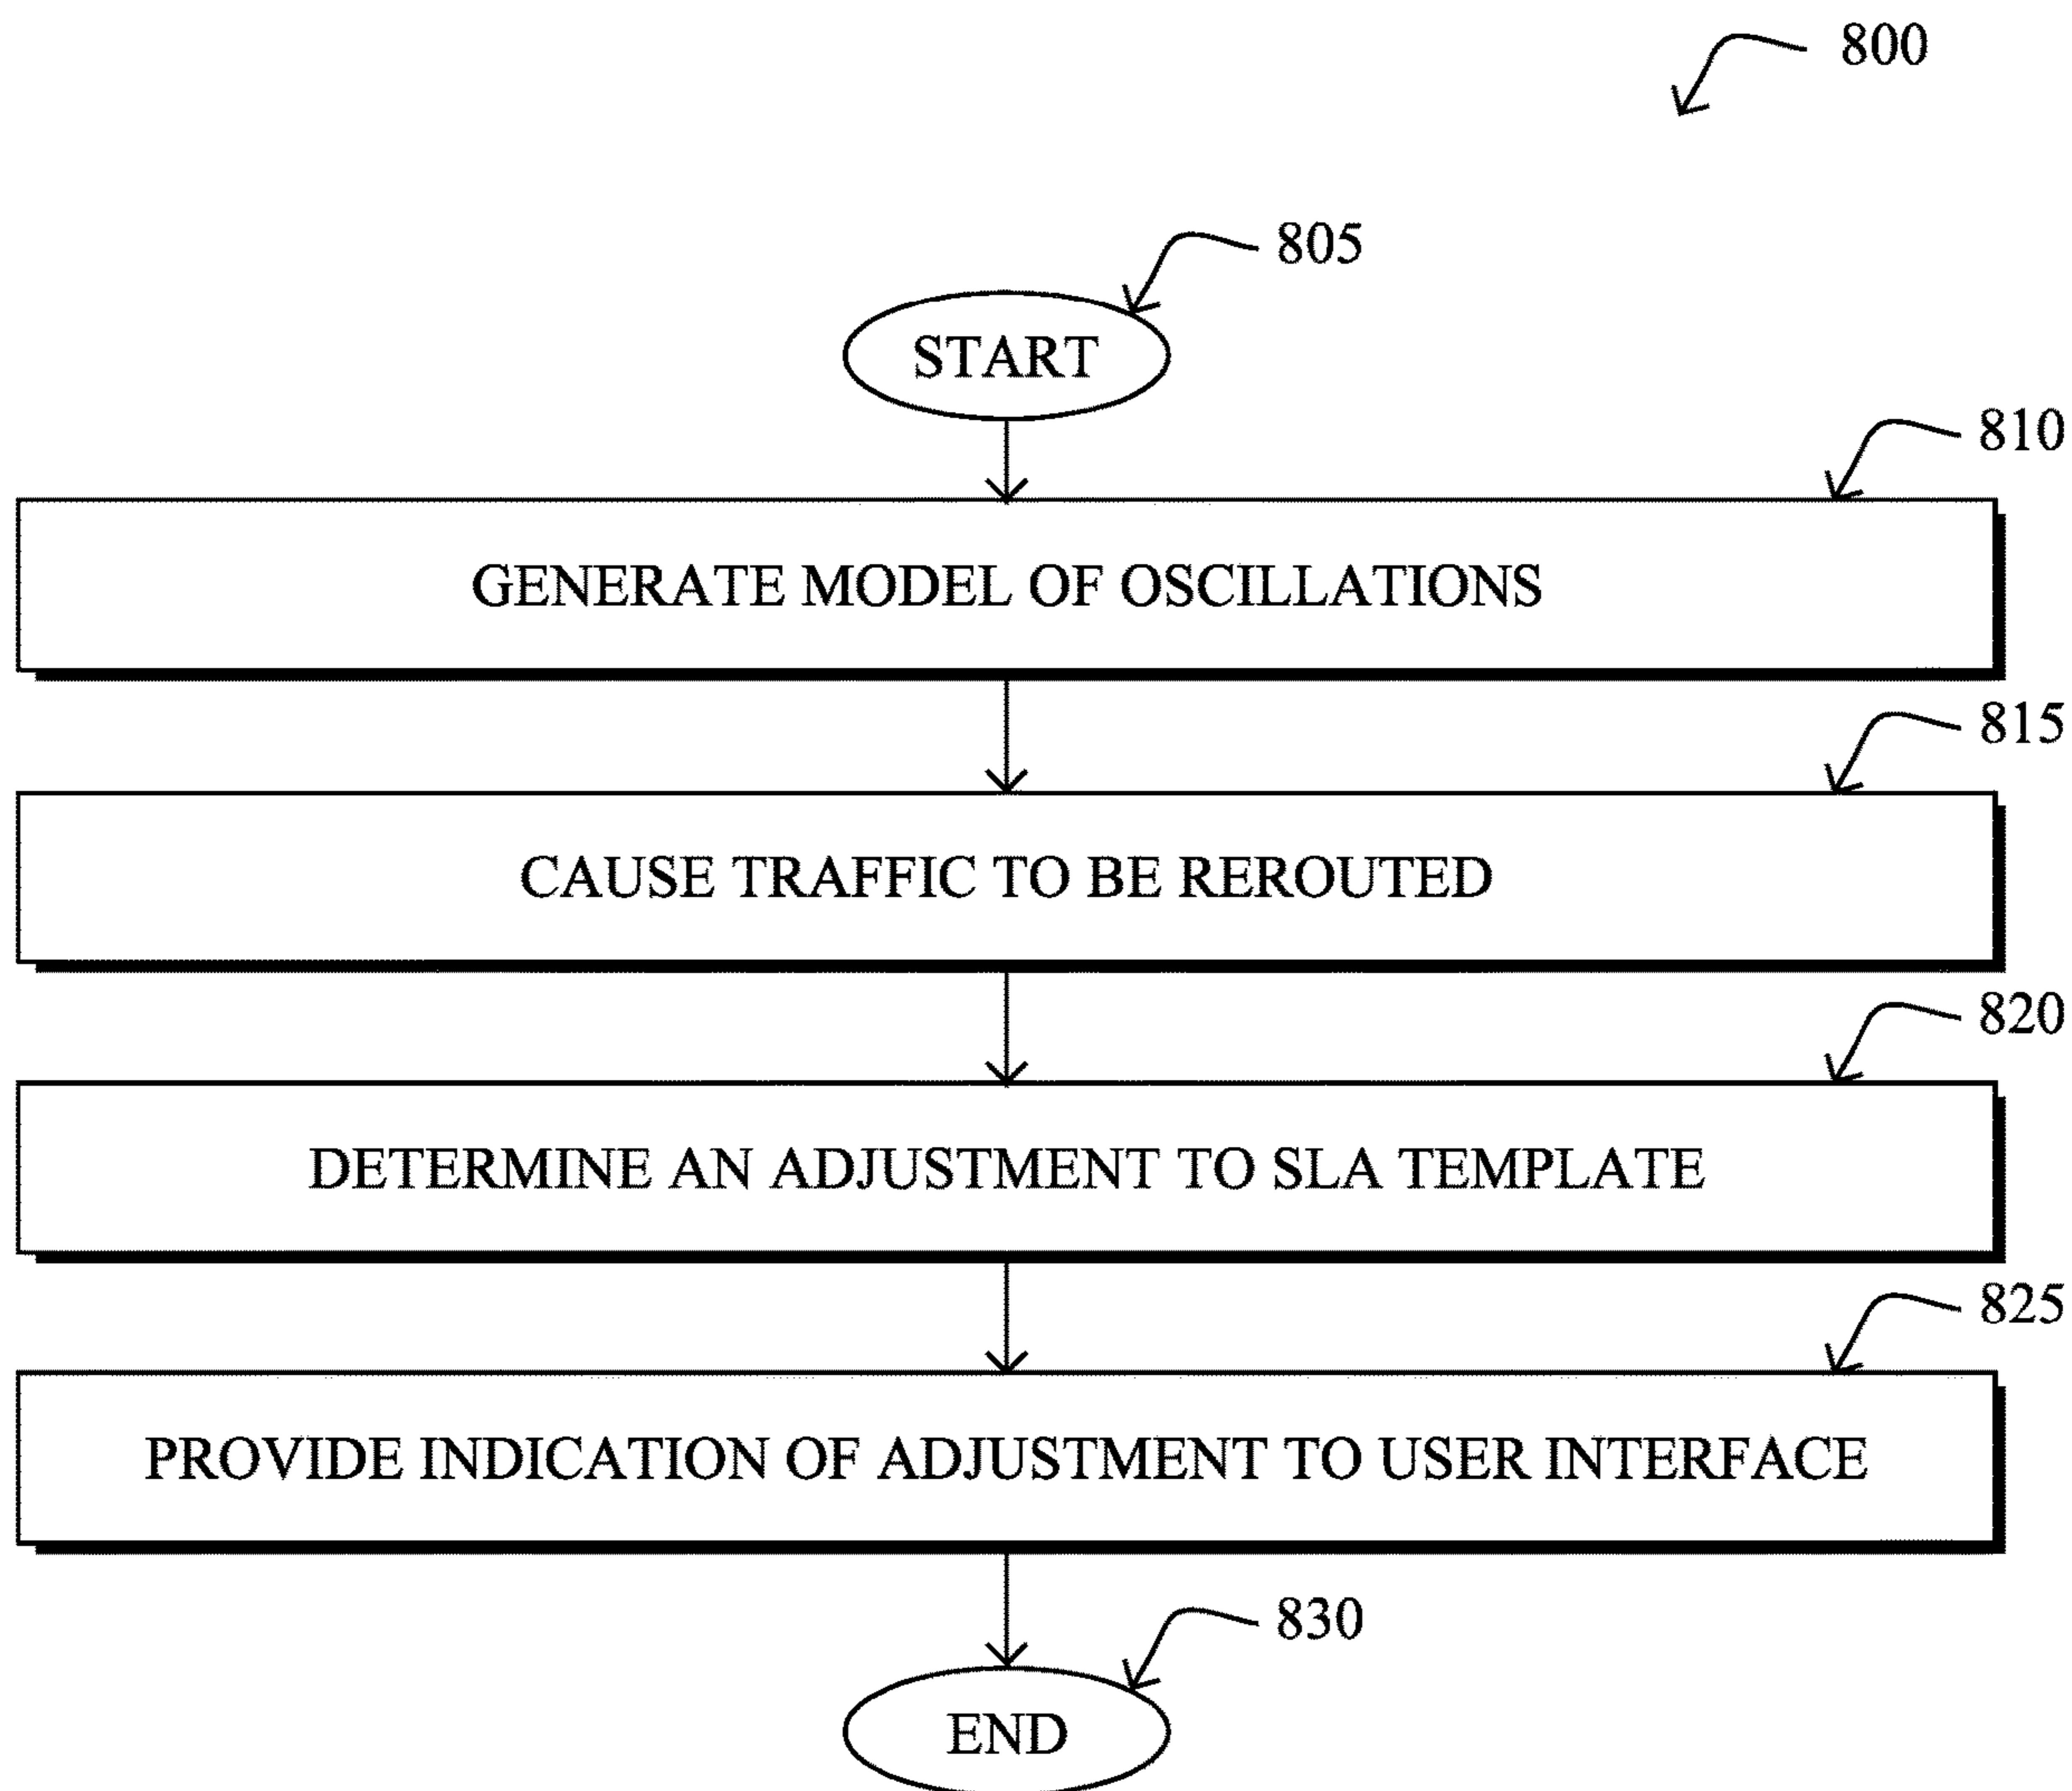 800
805
START
810
GENERATE MODEL OF OSCILLATIONS
815
CAUSE TRAFFIC TO BE REROUTED
820
DETERMINE AN ADJUSTMENT TO SLA TEMPLATE
825
PROVIDE INDICATION OF ADJUSTMENT TO USER INTERFACE
830
END